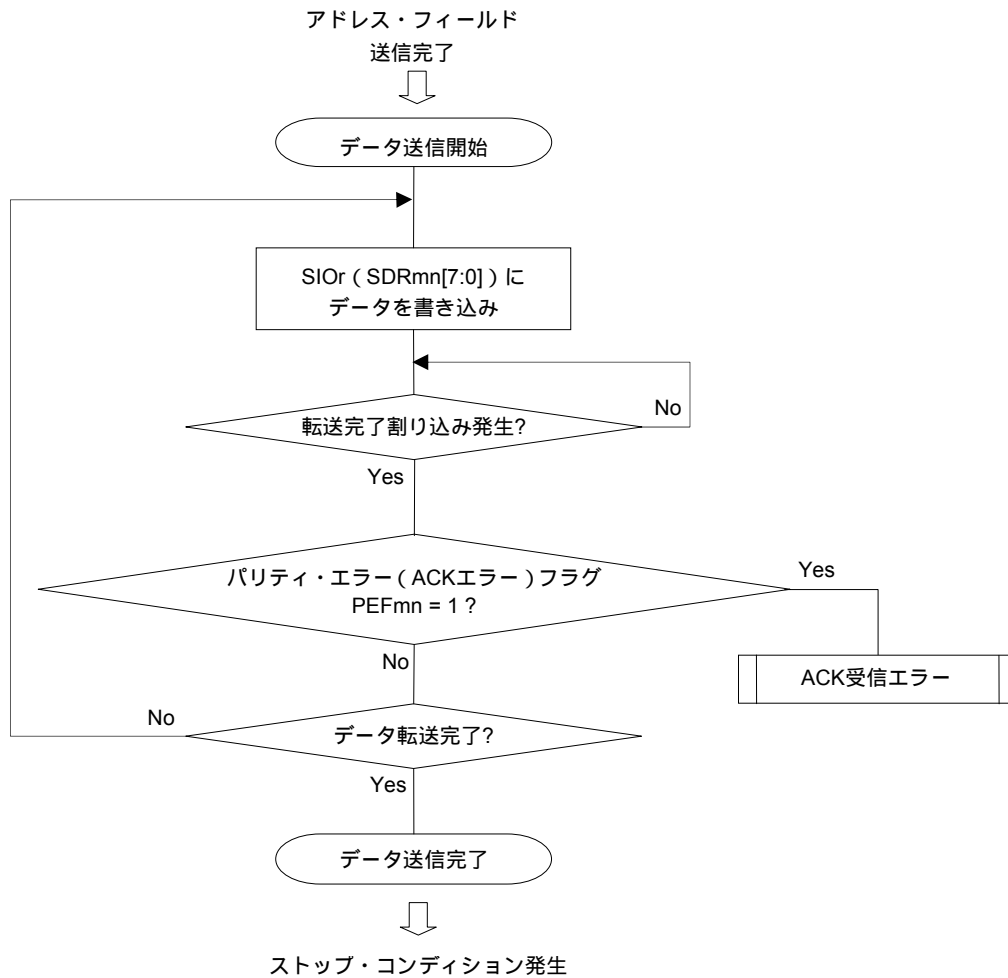 アドレス・フィールド
送信完了
データ送信開始
SIOr（SDRmn[7:0]）に
データを書き込み
No
転送完了割り込み発生?
Yes
パリティ・エラー（ACKエラー）フラグ
PEFmn = 1 ?
Yes
No
ACK受信エラー
No
データ転送完了?
Yes
データ送信完了
ストップ・コンディション発生